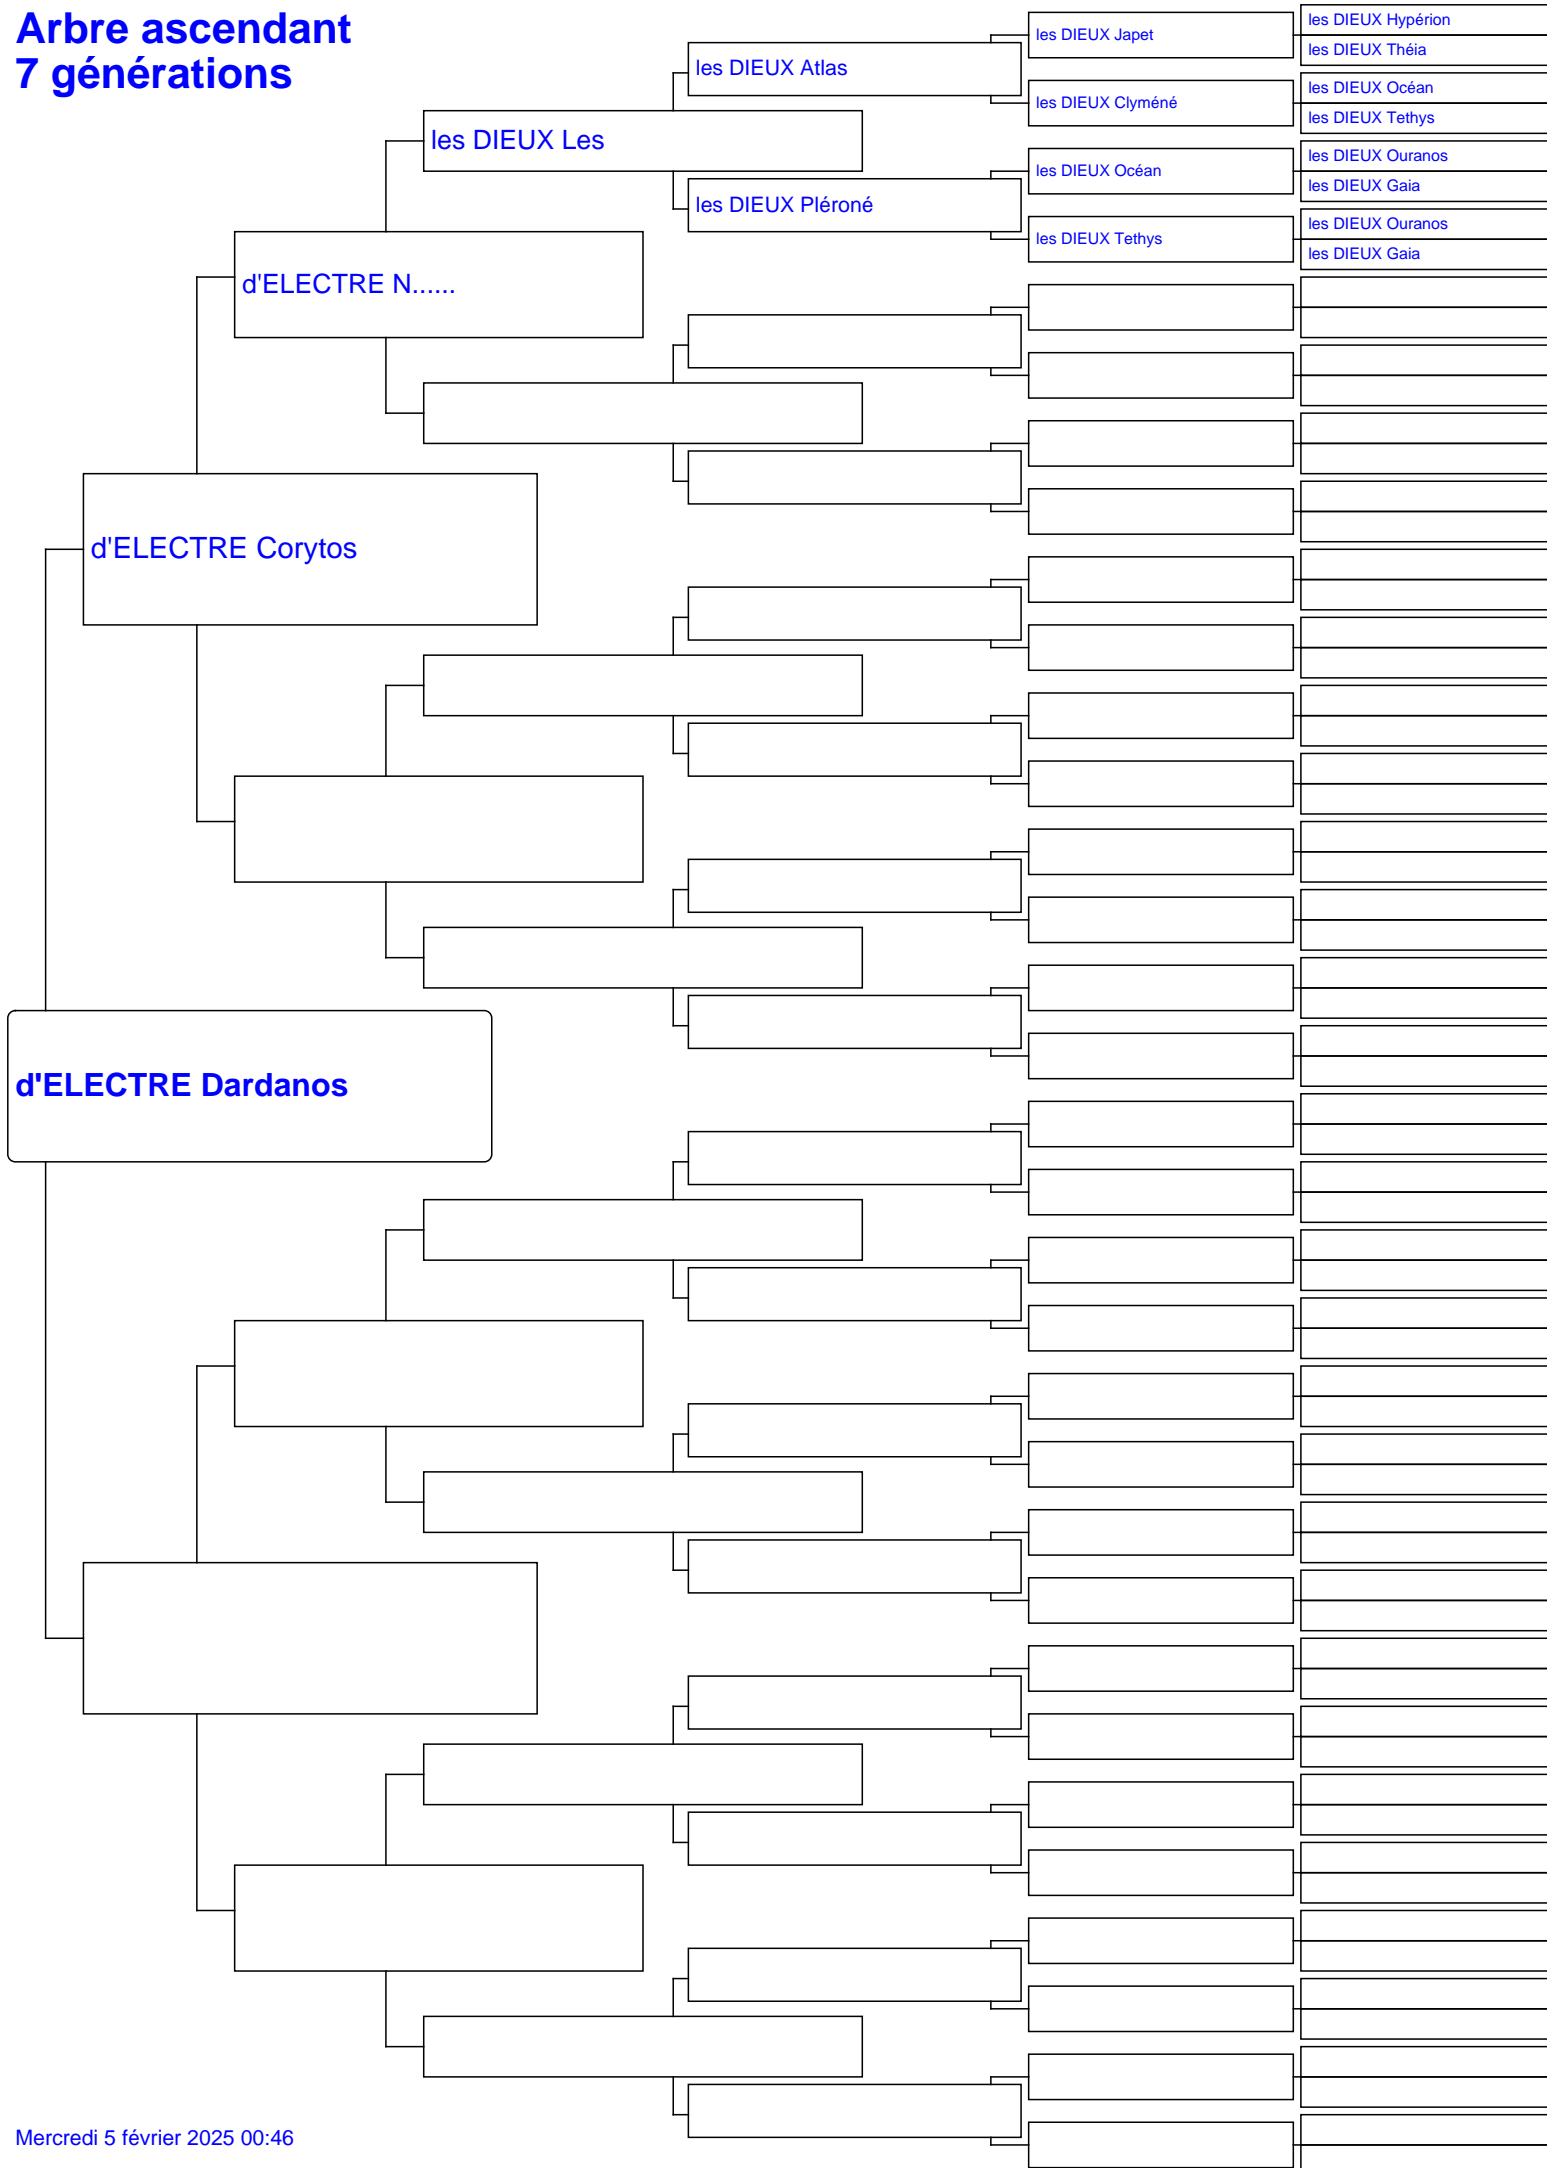 Arbre ascendant
7 générations
les DIEUX Hypérion
les DIEUX Japet
les DIEUX Théia
les DIEUX Atlas
les DIEUX Océan
les DIEUX Clyméné
les DIEUX Tethys
les DIEUX Les
les DIEUX Ouranos
les DIEUX Océan
les DIEUX Gaia
les DIEUX Pléroné
les DIEUX Ouranos
les DIEUX Tethys
les DIEUX Gaia
d'ELECTRE N......
d'ELECTRE Corytos
d'ELECTRE Dardanos
Mercredi 5 février 2025 00:46